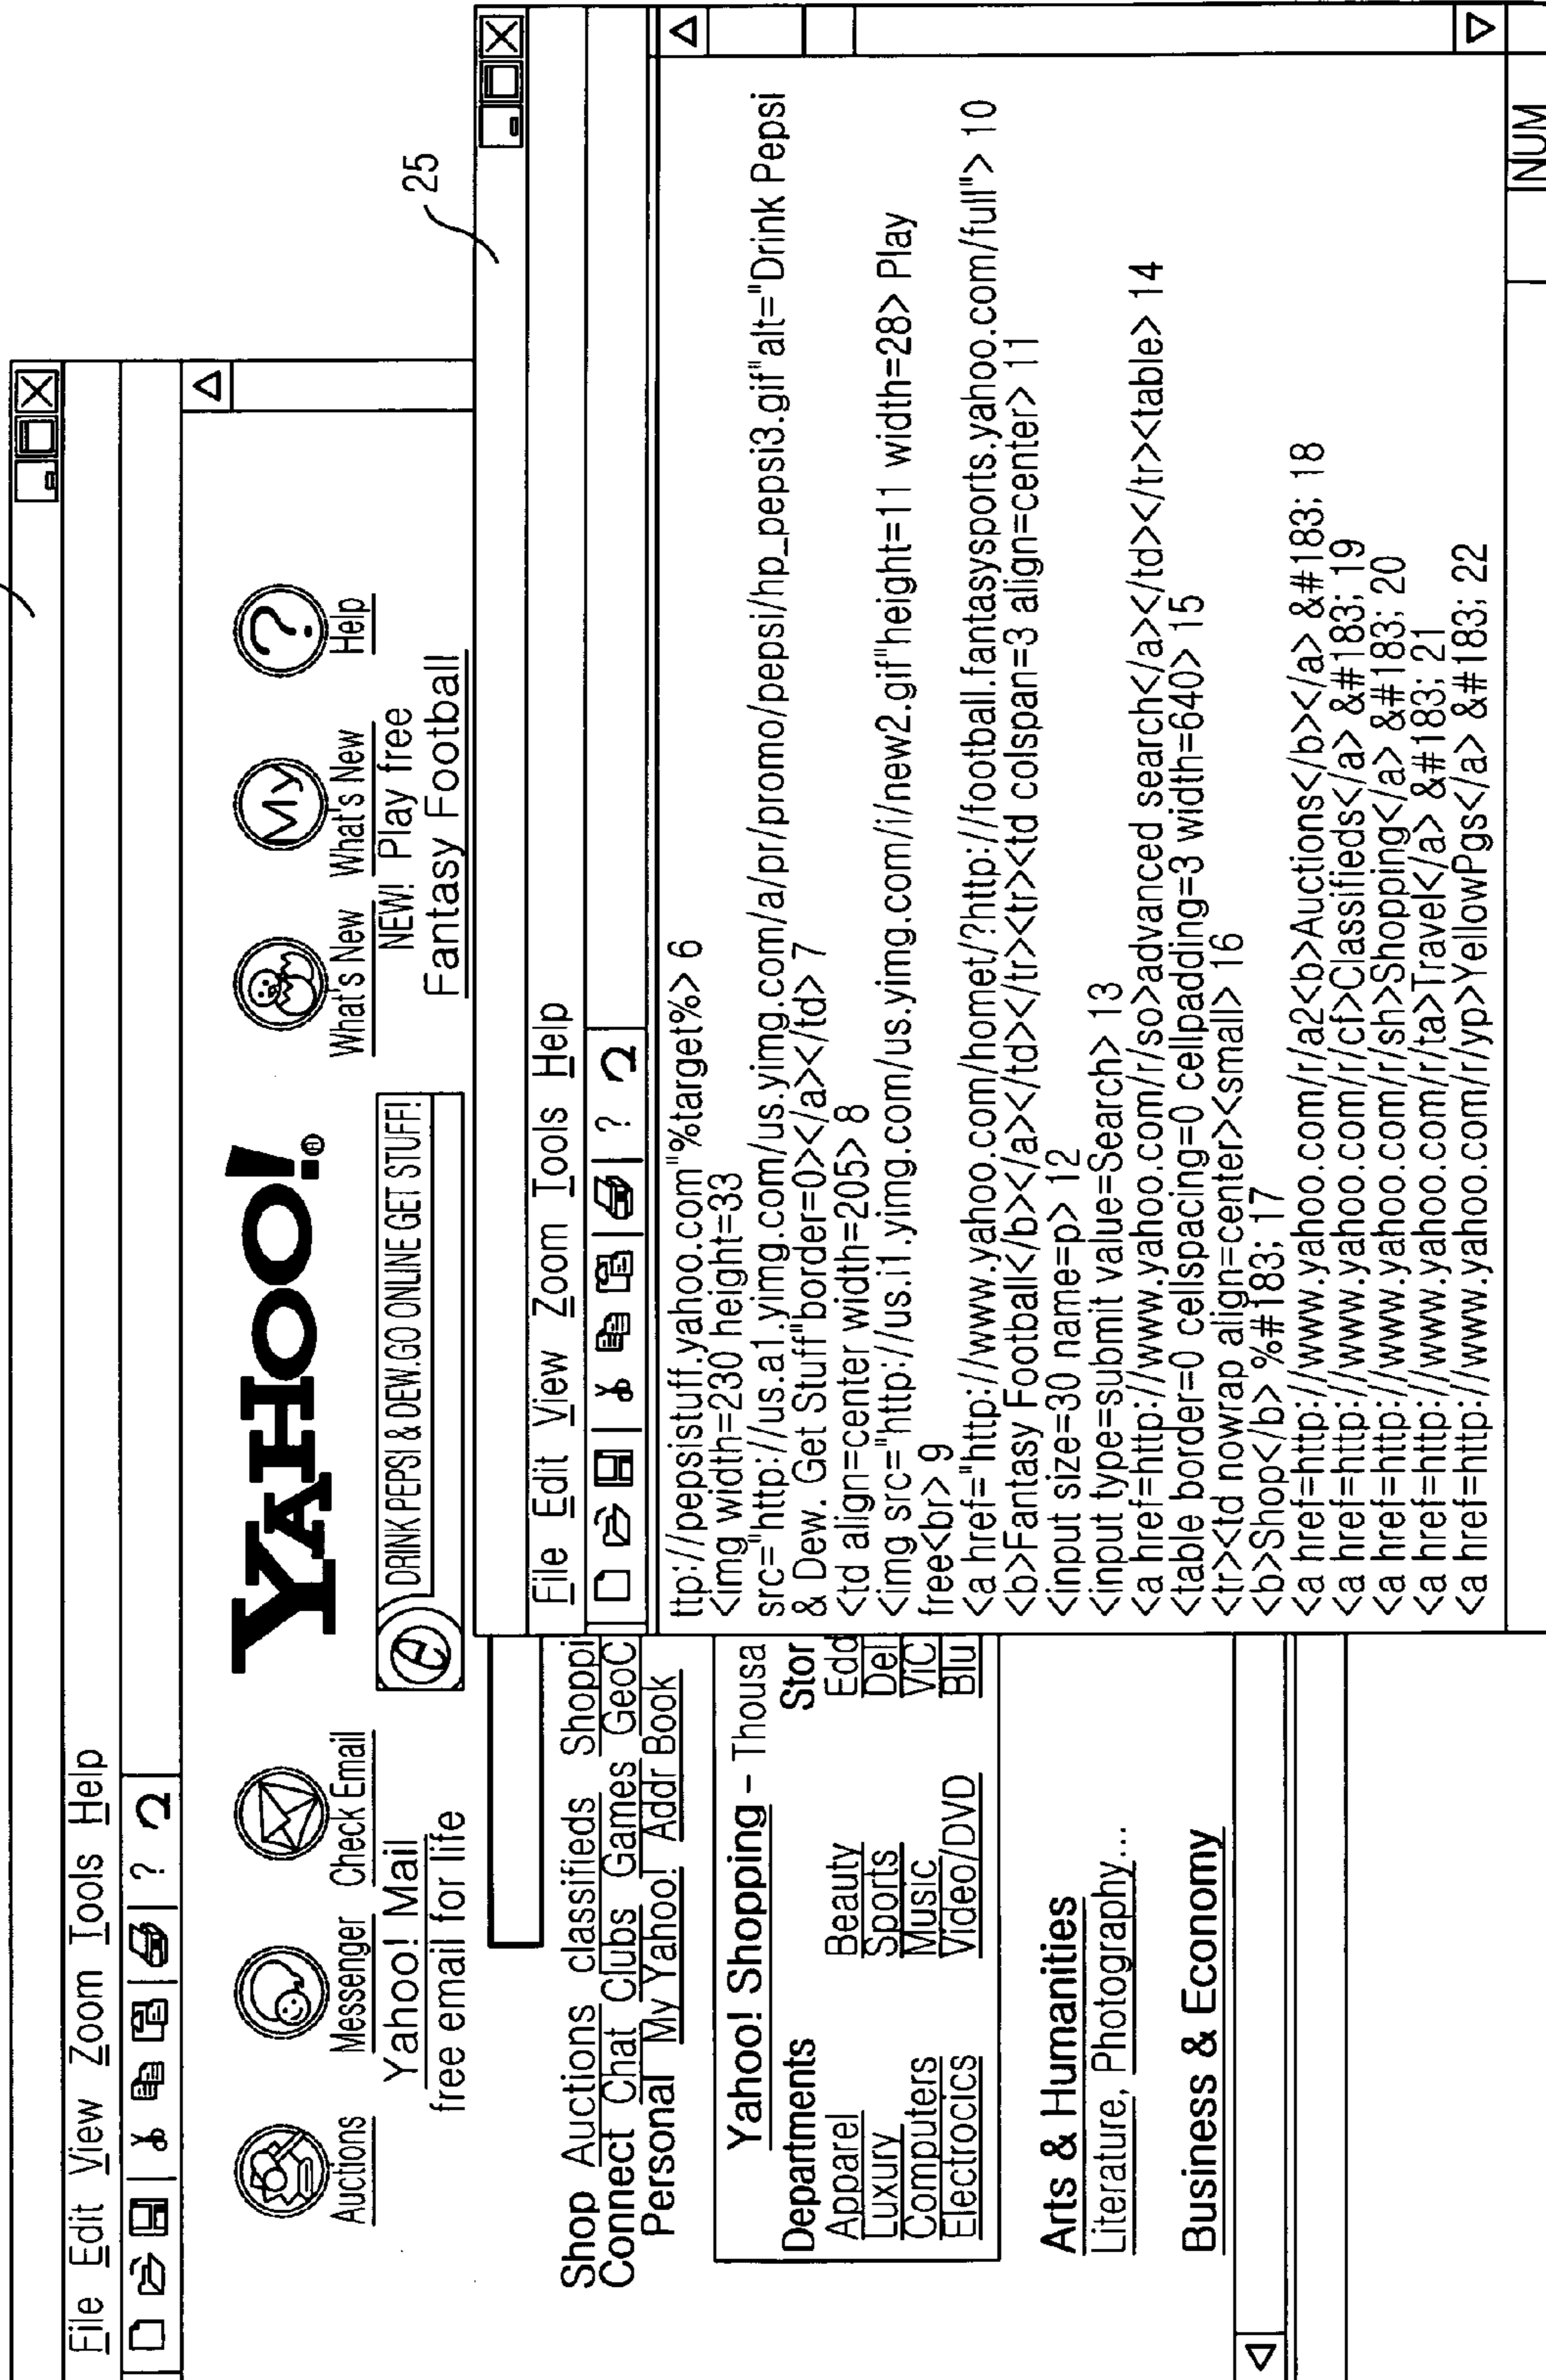 File Edit View Zoom Tools Help
?
YAHOO!®
My
?
Auctions Messenger Check Email What's New What's New Help
Yahoo! Mail
free email for life
DRINK PEPSI & DEW.GO ONLINE GET STUFF!
NEW! Play free
Fantasy Football
25
Shop Auctions classifieds Shoppi
Connect Chat Clubs Games GeoC
Personal My Yahoo! Addr Book
Yahoo! Shopping – Thousa
Departments Stor
Apparel Beauty Edd
Luxury Sports Del
Computers Music ViC
Electrocics Video/DVD Blu
Arts & Humanities
Literature, Photography...
Business & Economy
File Edit View Zoom Tools Help
?
ttp://pepsistuff.yahoo.com"%target%> 6
<img width=230 height=33
src="http://us.a1.yimg.com/us.yimg.com/a/pr/promo/pepsi/hp_pepsi3.gif"alt="Drink Pepsi
& Dew. Get Stuff"border=0></a></td> 7
<td align=center width=205> 8
<img src="http://us.i1.yimg.com/us.yimg.com/i/new2.gif"height=11 width=28> Play
free<br> 9
<a href="http://www.yahoo.com/homet/?http://football.fantasysports.yahoo.com/full"> 10
<b>Fantasy Football</b></a></td></tr><tr><td colspan=3 align=center> 11
<input size=30 name=p> 12
<input type=submit value=Search> 13
<a href=http://www.yahoo.com/r/so>advanced search</a></td></tr><table> 14
<table border=0 cellspacing=0 cellpadding=3 width=640> 15
<tr><td nowrap align=center><small> 16
<b>Shop</b> %#183; 17
<a href=http://www.yahoo.com/r/a2<b>Auctions</b></a> &#183; 18
<a href=http://www.yahoo.com/r/cf>Classifieds</a> &#183; 19
<a href=http://www.yahoo.com/r/sh>Shopping</a> &#183; 20
<a href=http://www.yahoo.com/r/ta>Travel</a> &#183; 21
<a href=http://www.yahoo.com/r/yp>YellowPgs</a> &#183; 22
NUM